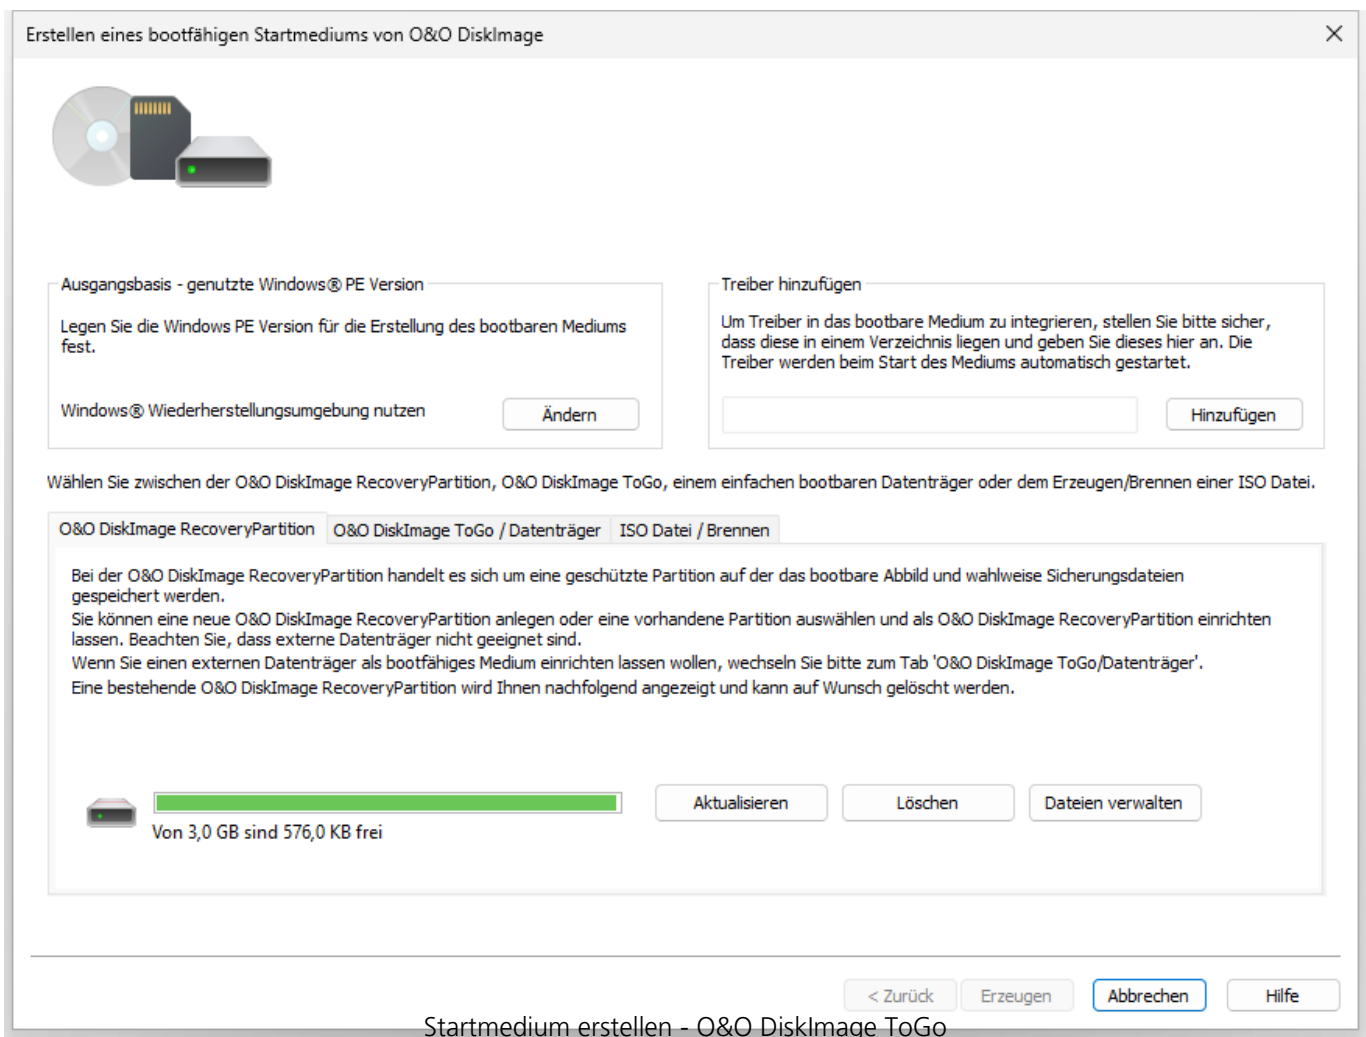 Erstellen eines bootfähigen Startmediums von O&O DiskImage
Ausgangsbasis - genutzte Windows® PE Version
Legen Sie die Windows PE Version für die Erstellung des bootbaren Mediums
fest.
Windows® Wiederherstellungsumgebung nutzen
Ändern
Treiber hinzufügen
Um Treiber in das bootbare Medium zu integrieren, stellen Sie bitte sicher,
dass diese in einem Verzeichnis liegen und geben Sie dieses hier an. Die
Treiber werden beim Start des Mediums automatisch gestartet.
Hinzufügen
Wählen Sie zwischen der O&O DiskImage RecoveryPartition, O&O DiskImage ToGo, einem einfachen bootbaren Datenträger oder dem Erzeugen/Brennen einer ISO Datei.
O&O DiskImage RecoveryPartition
O&O DiskImage ToGo / Datenträger
ISO Datei / Brennen
Bei der O&O DiskImage RecoveryPartition handelt es sich um eine geschützte Partition auf der das bootbare Abbild und wahlweise Sicherungsdateien
gespeichert werden.
Sie können eine neue O&O DiskImage RecoveryPartition anlegen oder eine vorhandene Partition auswählen und als O&O DiskImage RecoveryPartition einrichten
lassen. Beachten Sie, dass externe Datenträger nicht geeignet sind.
Wenn Sie einen externen Datenträger als bootfähiges Medium einrichten lassen wollen, wechseln Sie bitte zum Tab 'O&O DiskImage ToGo/Datenträger'.
Eine bestehende O&O DiskImage RecoveryPartition wird Ihnen nachfolgend angezeigt und kann auf Wunsch gelöscht werden.
Aktualisieren
Löschen
Dateien verwalten
Von 3,0 GB sind 576,0 KB frei
< Zurück
Erzeugen
Abbrechen
Hilfe
Startmedium erstellen - O&O DiskImage ToGo